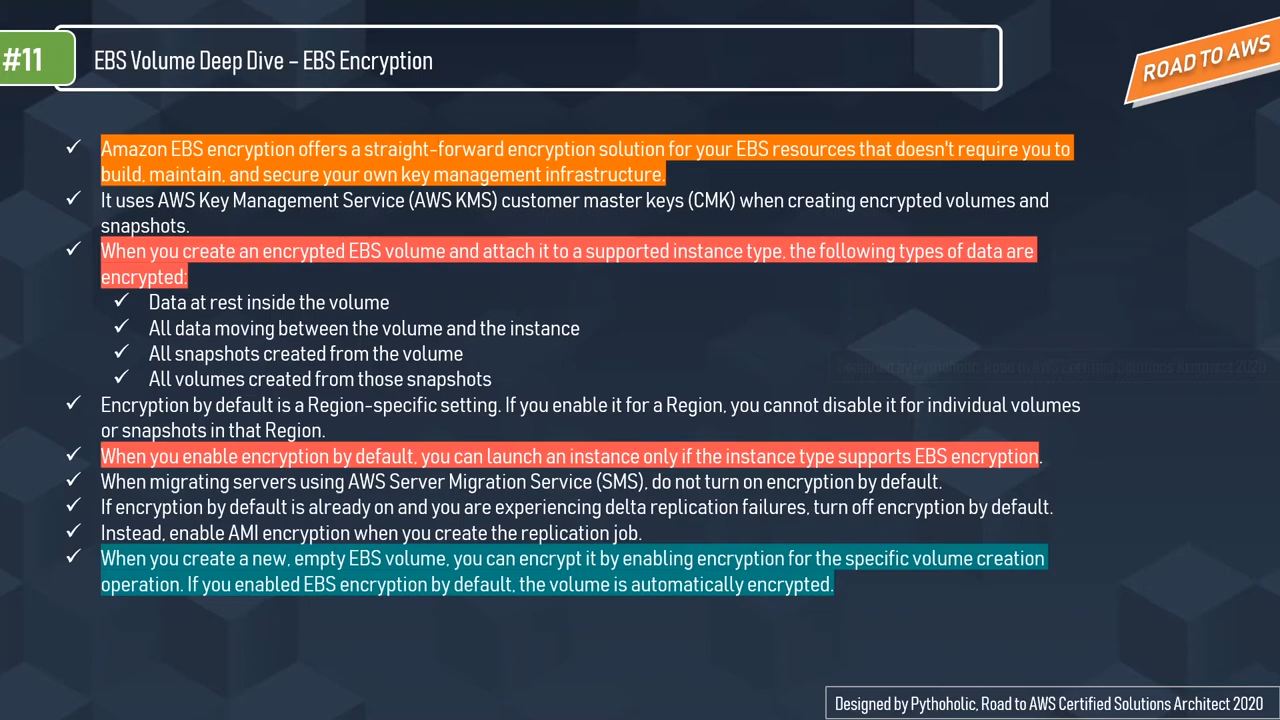 #11
EBS Volume Deep Dive – EBS Encryption
ROAD TO AWS
✓ Amazon EBS encryption offers a straight-forward encryption solution for your EBS resources that doesn't require you to
build, maintain, and secure your own key management infrastructure.
✓ It uses AWS Key Management Service (AWS KMS) customer master keys (CMK) when creating encrypted volumes and
snapshots.
✓ When you create an encrypted EBS volume and attach it to a supported instance type, the following types of data are
encrypted:
✓ Data at rest inside the volume
✓ All data moving between the volume and the instance
✓ All snapshots created from the volume
✓ All volumes created from those snapshots
✓ Encryption by default is a Region-specific setting. If you enable it for a Region, you cannot disable it for individual volumes
or snapshots in that Region.
✓ When you enable encryption by default, you can launch an instance only if the instance type supports EBS encryption.
✓ When migrating servers using AWS Server Migration Service (SMS), do not turn on encryption by default.
✓ If encryption by default is already on and you are experiencing delta replication failures, turn off encryption by default.
✓ Instead, enable AMI encryption when you create the replication job.
✓ When you create a new, empty EBS volume, you can encrypt it by enabling encryption for the specific volume creation
operation. If you enabled EBS encryption by default, the volume is automatically encrypted.
Designed by Pythoholic, Road to AWS Certified Solutions Architect 2020